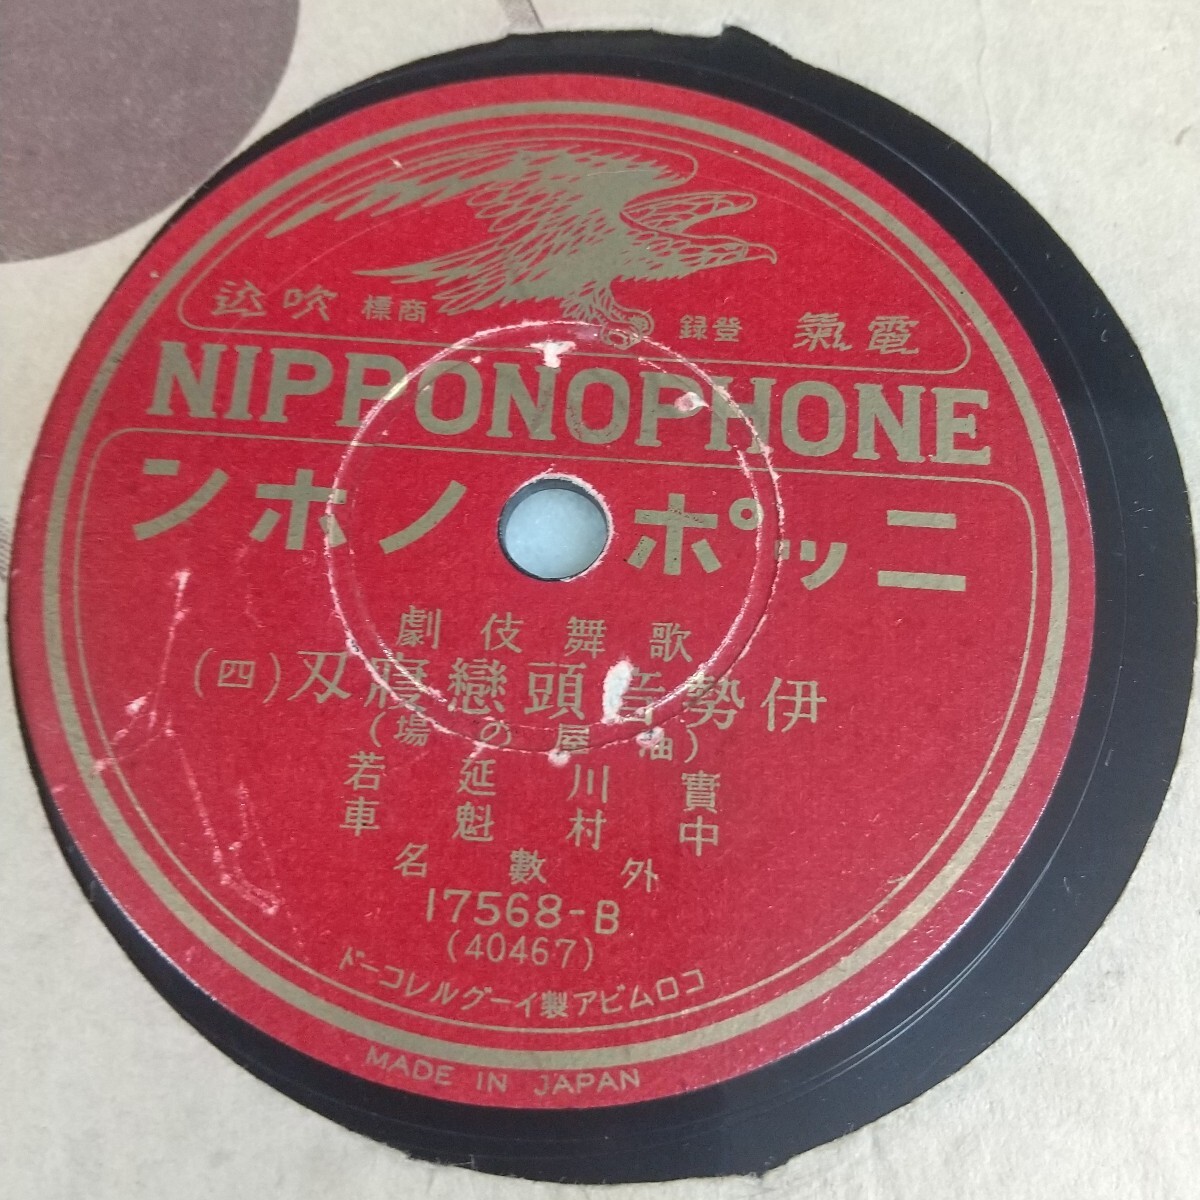 電氣 登録 商標 吹込
NIPPONOPHONE
ニッポノホン
歌舞伎劇
伊勢音頭戀寢刃(四)
(油屋の場)
實川延若
中村魁車
外數名
17568-B
(40467)
コロムビア製イーグルレコード
MADE IN JAPAN